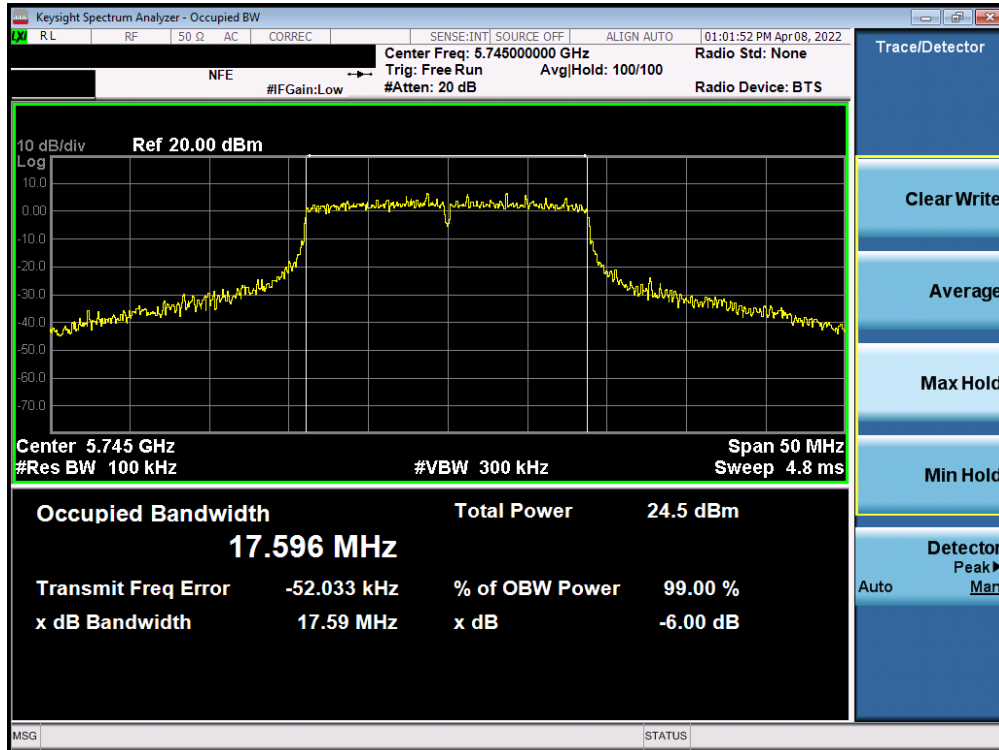 Keysight Spectrum Analyzer - Occupied BW
LXI RL RF 50 Ω AC CORREC SENSE:INT SOURCE OFF ALIGN AUTO 01:01:52 PM Apr 08, 2022
NFE #IFGain:Low
Center Freq: 5.745000000 GHz Radio Std: None
Trig: Free Run Avg|Hold: 100/100
#Atten: 20 dB Radio Device: BTS
10 dB/div Ref 20.00 dBm
Log
10.0
0.00
-10.0
-20.0
-30.0
-40.0
-50.0
-60.0
-70.0
Center 5.745 GHz Span 50 MHz
#Res BW 100 kHz #VBW 300 kHz Sweep 4.8 ms
Occupied Bandwidth Total Power 24.5 dBm
17.596 MHz
Transmit Freq Error -52.033 kHz % of OBW Power 99.00 %
x dB Bandwidth 17.59 MHz x dB -6.00 dB
Trace/Detector
Clear Write
Average
Max Hold
Min Hold
Detector
Peak▶
Auto Man
MSG STATUS